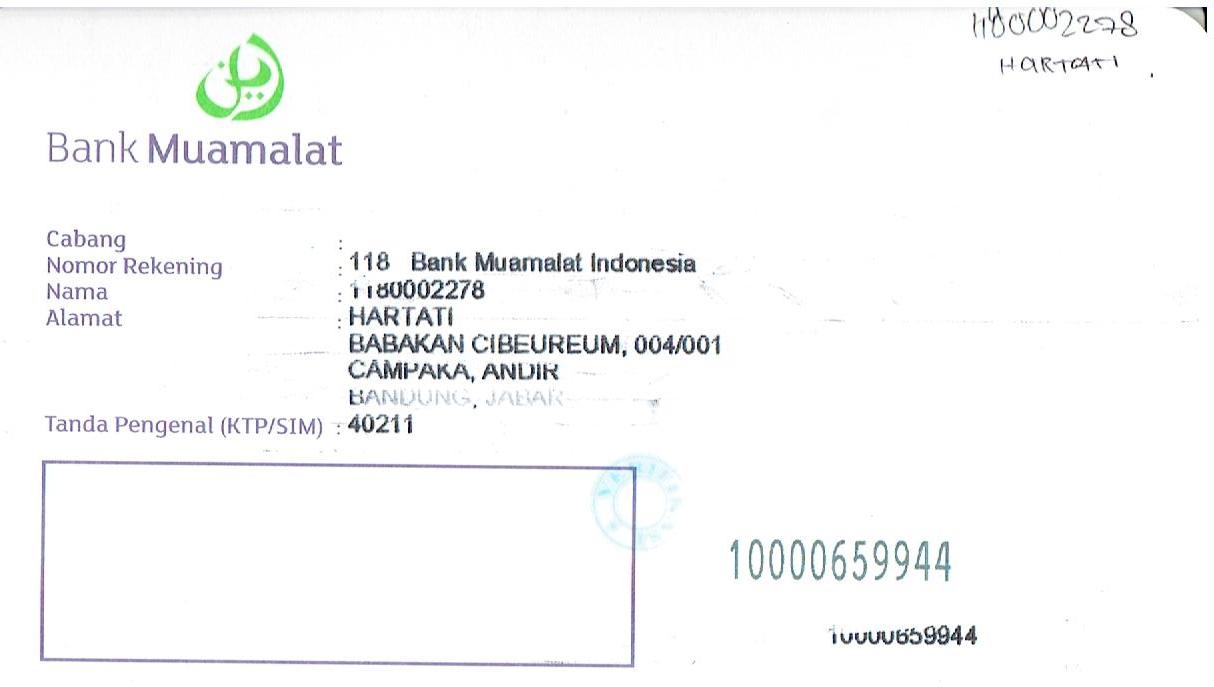 1180002278
HARTATI
Bank Muamalat
Cabang :
Nomor Rekening : 118 Bank Muamalat Indonesia
Nama : 1180002278
Alamat : HARTATI
BABAKAN CIBEUREUM, 004/001
CAMPAKA, ANDIR
BANDUNG, JABAR
Tanda Pengenal (KTP/SIM) : 40211
10000659944
10000659944